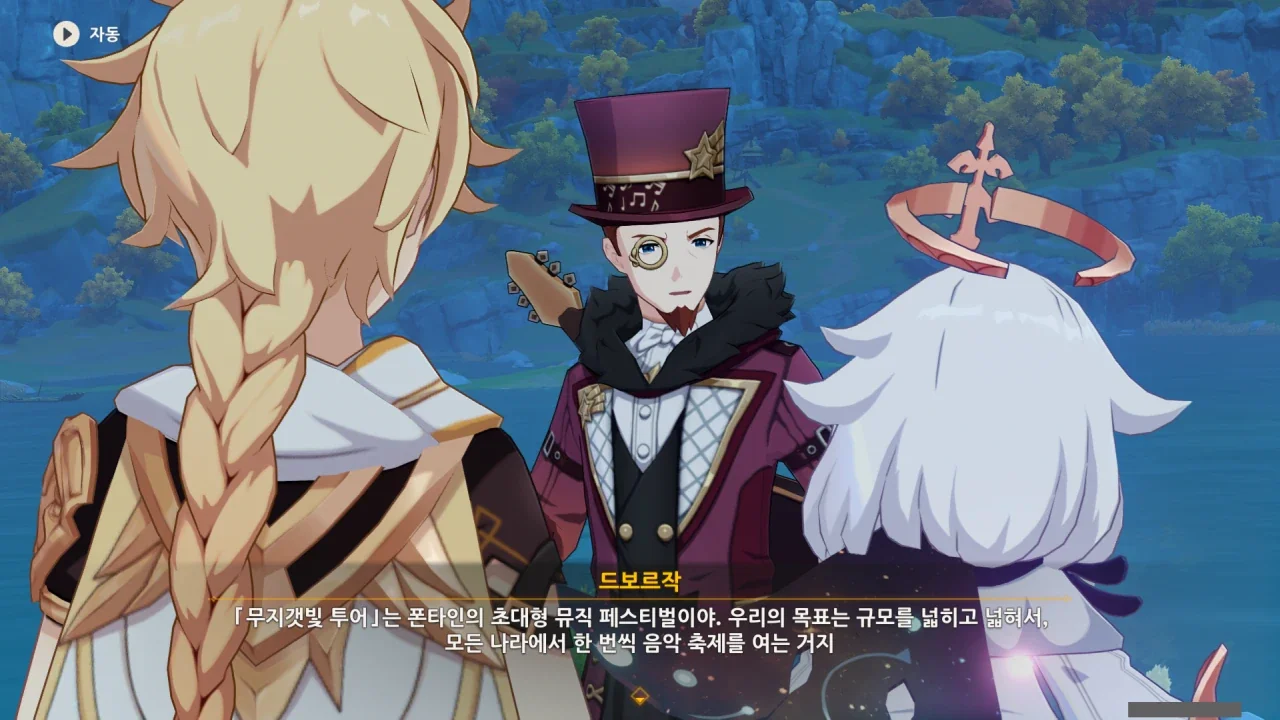 자동
드보르작
「무지갯빛 투어」는 폰타인의 초대형 뮤직 페스티벌이야. 우리의 목표는 규모를 넓히고 넓혀서,
모든 나라에서 한 번씩 음악 축제를 여는 거지